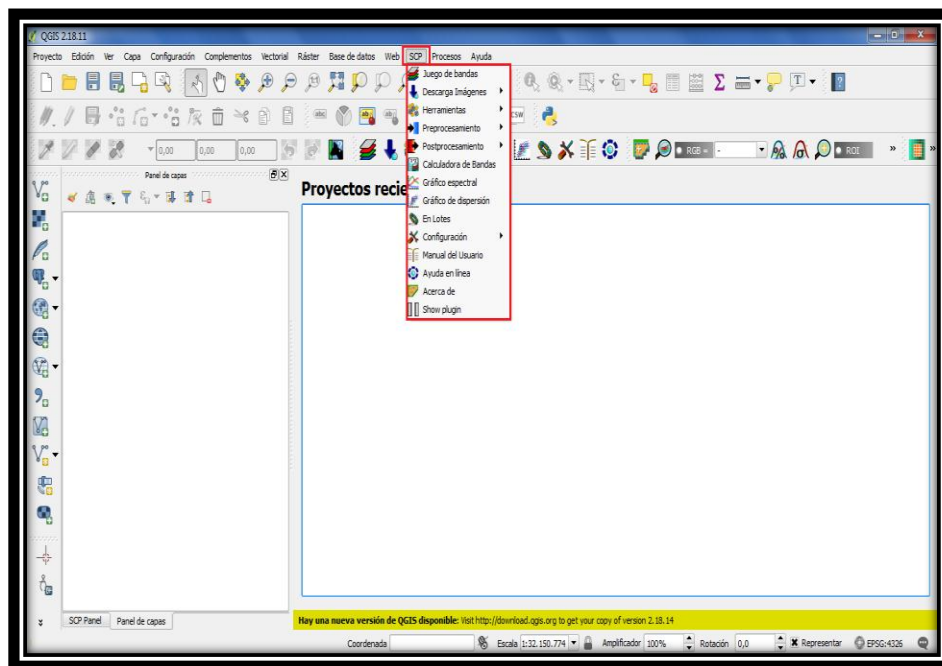 QGIS 2.18.11
Proyecto Edición Ver Capa Configuración Complementos Vectorial Ráster Base de datos Web SCP Procesos Ayuda
Juego de bandas
Descarga Imágenes
Herramientas
Preprocesamiento
Postprocesamiento
Calculadora de Bandas
Gráfico espectral
Gráfico de dispersión
En Lotes
Configuración
Manual del Usuario
Ayuda en línea
Acerca de
Show plugin
abc
CSW
0,00 0,00 0,00
RGB = -
ROI
Panel de capas
Proyectos recie
SCP Panel Panel de capas
Hay una nueva versión de QGIS disponible: Visit http://download.qgis.org to get your copy of version 2.18.14
Coordenada Escala 1:32.150.774 Amplificador 100% Rotación 0,0 Representar EPSG:4326